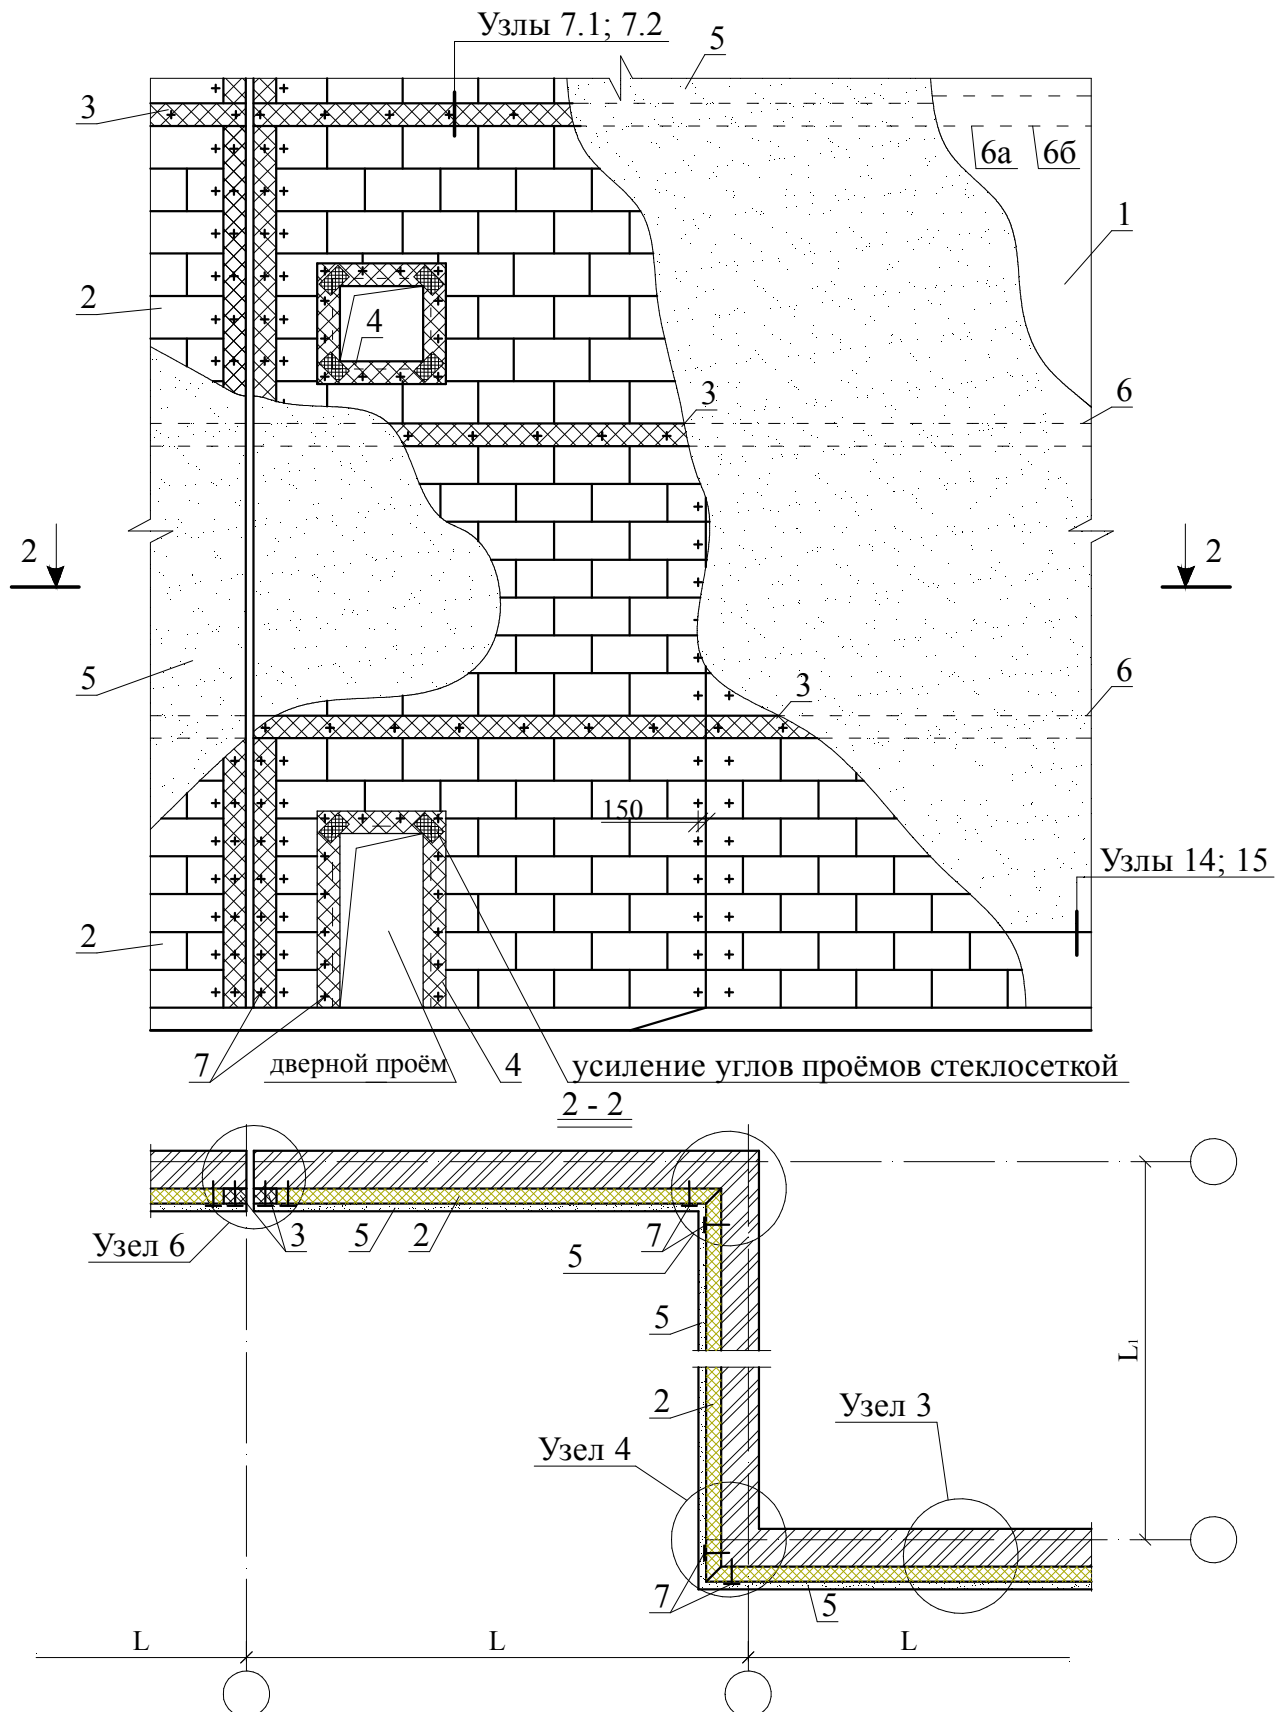 Узлы 7.1; 7.2
5
3
6а 6б
1
2
4
3
6
2
2
5
3
6
150
Узлы 14; 15
2
7
дверной проём
4
усиление углов проёмов стеклосеткой
2 - 2
Узел 6
3
5
2
7
5
5
L1
2
Узел 3
Узел 4
7
5
L
L
L